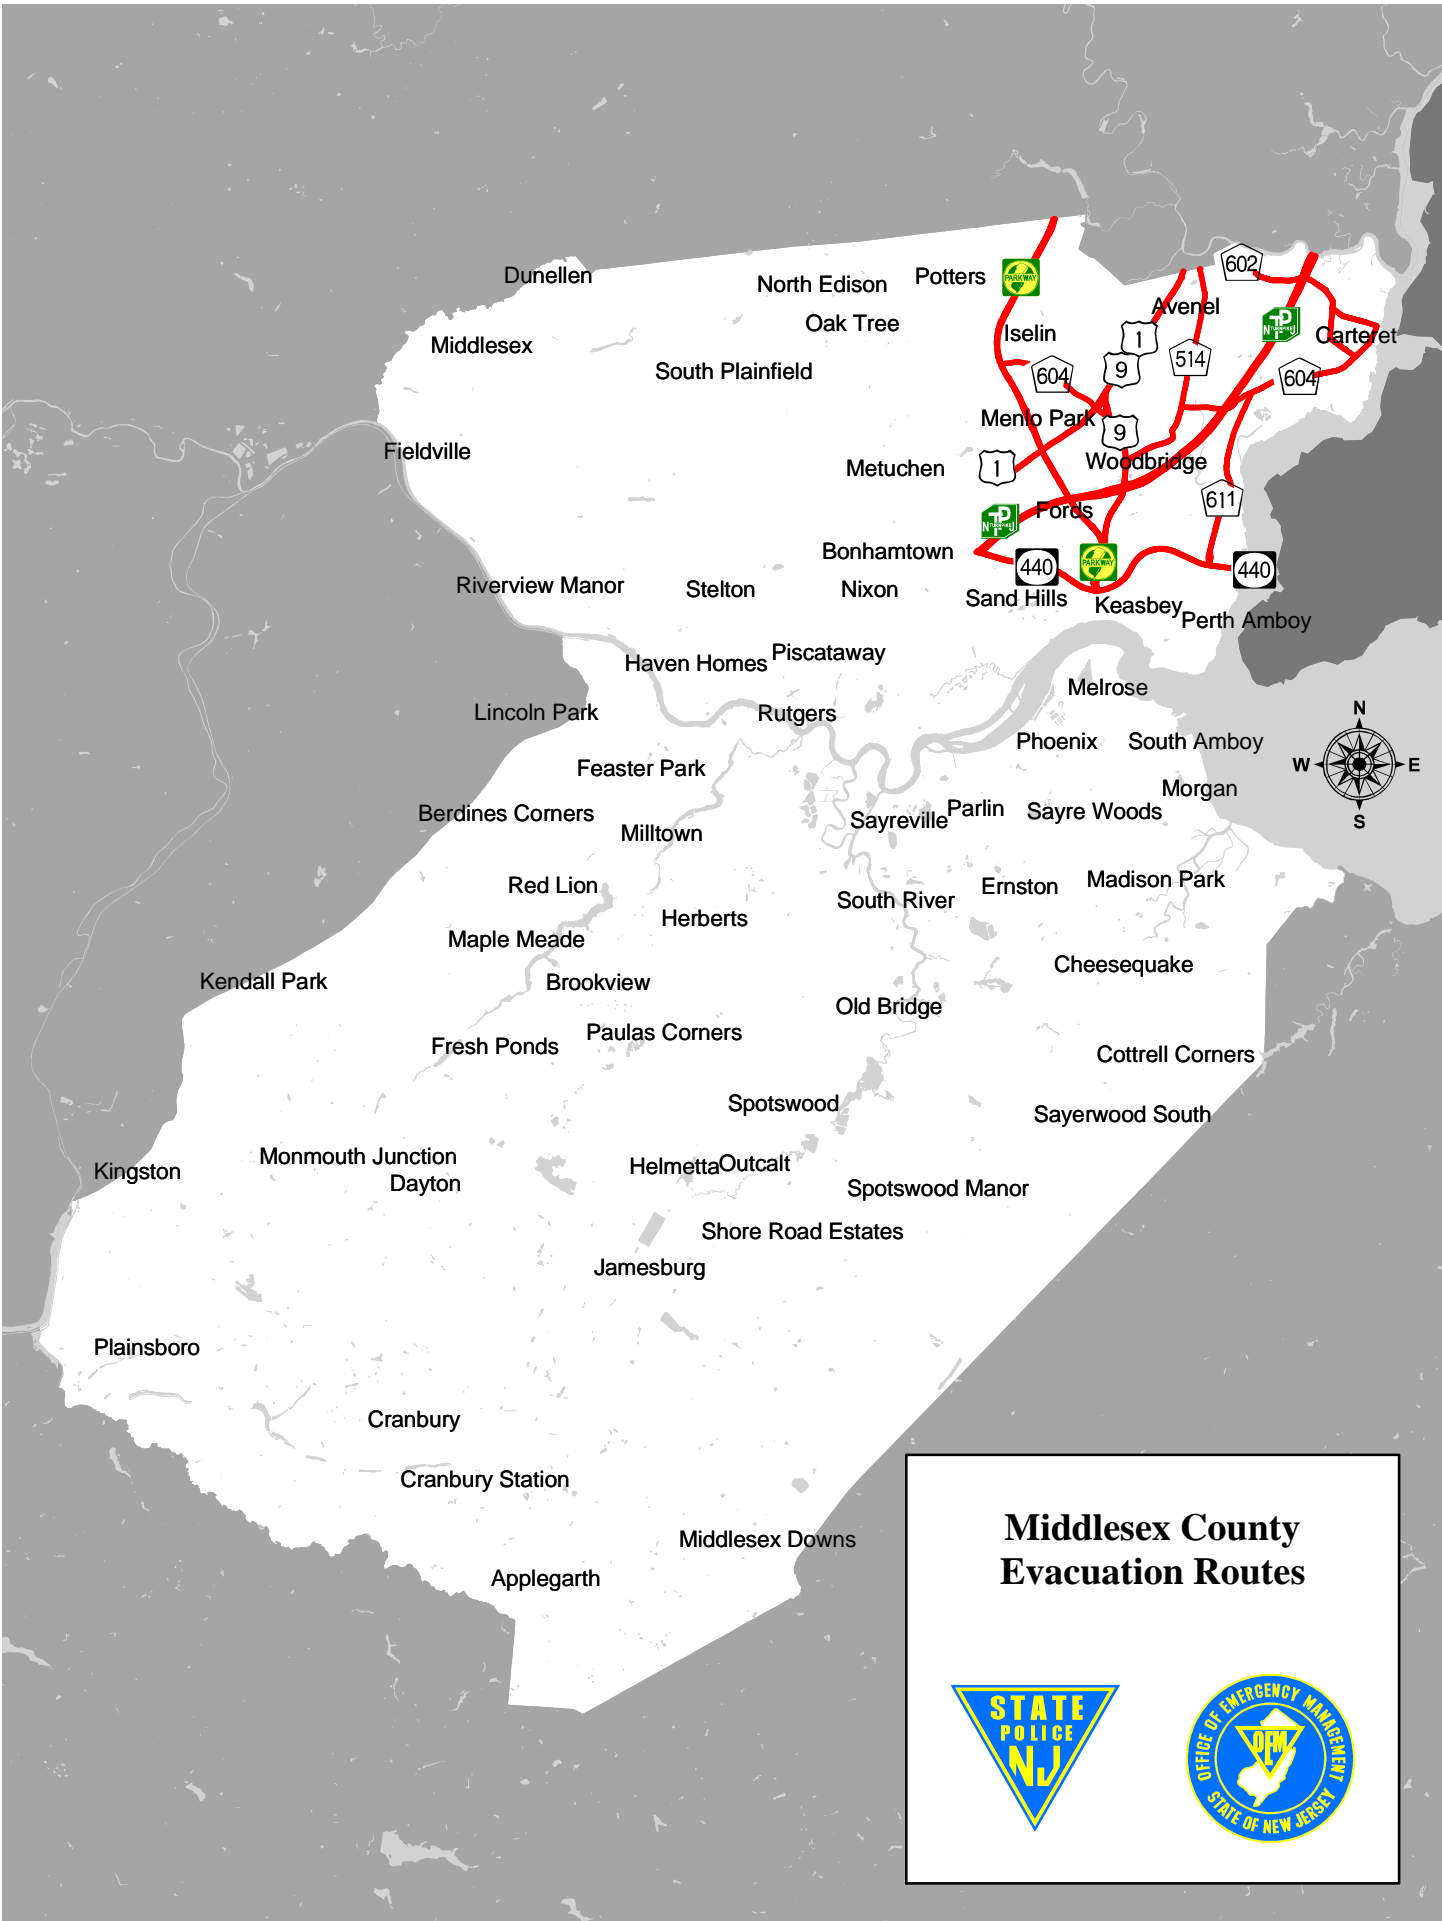 Dunellen
North Edison
Potters
PARKWAY
602
Avenel
Oak Tree
Iselin
1
NJ TURNPIKE
Carteret
Middlesex
South Plainfield
604
9
514
604
Menlo Park
9
Fieldville
Metuchen
1
Woodbridge
611
Fords
NJ TURNPIKE
Bonhamtown
440
PARKWAY
440
Riverview Manor
Stelton
Nixon
Sand Hills
Keasbey
Perth Amboy
Haven Homes
Piscataway
Melrose
Lincoln Park
Rutgers
N
Phoenix
South Amboy
W
E
Feaster Park
Morgan
S
Berdines Corners
Milltown
Sayreville
Parlin
Sayre Woods
Red Lion
South River
Ernston
Madison Park
Herberts
Maple Meade
Cheesequake
Kendall Park
Brookview
Old Bridge
Fresh Ponds
Paulas Corners
Cottrell Corners
Spotswood
Sayerwood South
Kingston
Monmouth Junction
Dayton
Helmetta
Outcalt
Spotswood Manor
Shore Road Estates
Jamesburg
Plainsboro
Cranbury
Cranbury Station
Middlesex Downs
Applegarth
Middlesex County
Evacuation Routes
STATE
POLICE
NJ
OFFICE OF EMERGENCY MANAGEMENT
OEM
STATE OF NEW JERSEY